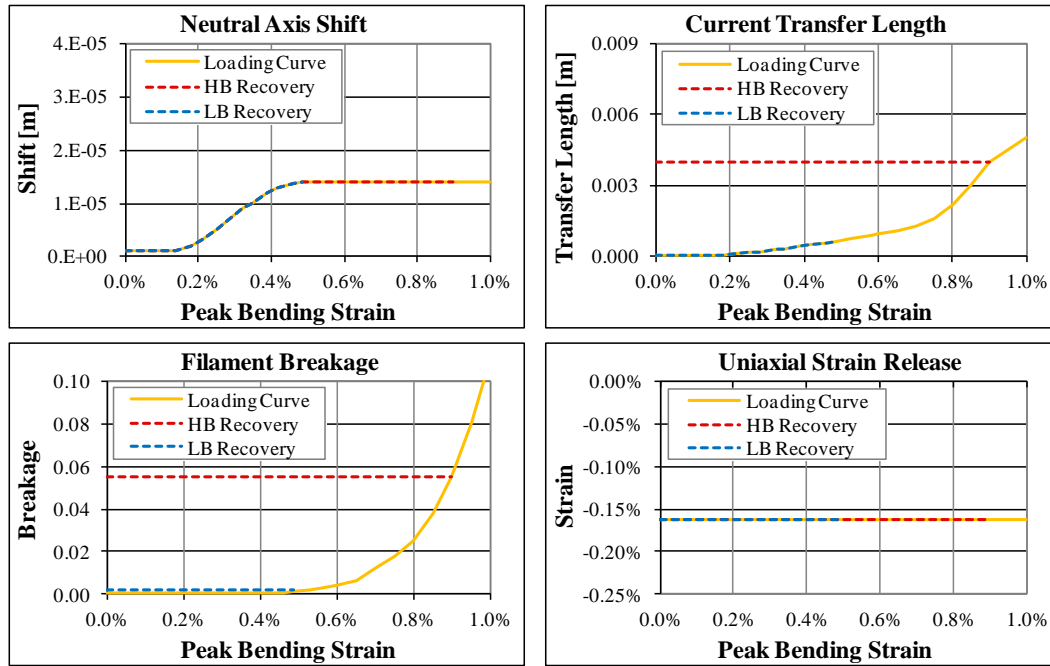 Neutral Axis Shift
4.E-05
3.E-05
2.E-05
1.E-05
0.E+00
Shift [m]
Loading Curve
HB Recovery
LB Recovery
0.0% 0.2% 0.4% 0.6% 0.8% 1.0%
Peak Bending Strain
Current Transfer Length
0.009
0.006
0.003
0.000
Transfer Length [m]
Loading Curve
HB Recovery
LB Recovery
0.0% 0.2% 0.4% 0.6% 0.8% 1.0%
Peak Bending Strain
Filament Breakage
0.10
0.08
0.06
0.04
0.02
0.00
Breakage
Loading Curve
HB Recovery
LB Recovery
0.0% 0.2% 0.4% 0.6% 0.8% 1.0%
Peak Bending Strain
Uniaxial Strain Release
0.00%
-0.05%
-0.10%
-0.15%
-0.20%
-0.25%
Strain
Loading Curve
HB Recovery
LB Recovery
0.0% 0.2% 0.4% 0.6% 0.8% 1.0%
Peak Bending Strain